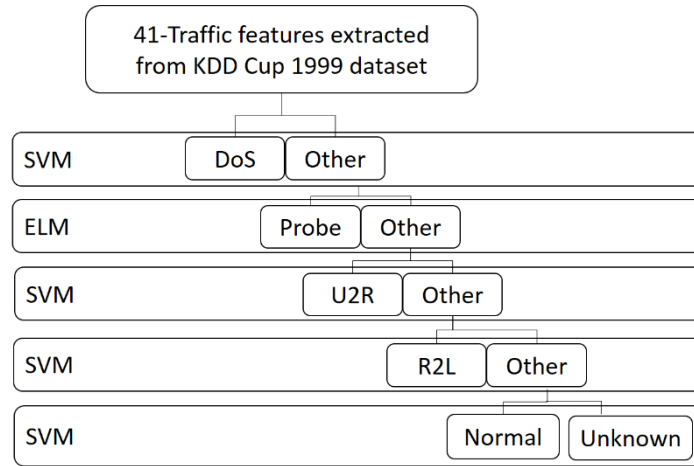 41-Traffic features extracted
from KDD Cup 1999 dataset
SVM DoS Other
ELM Probe Other
SVM U2R Other
SVM R2L Other
SVM Normal Unknown